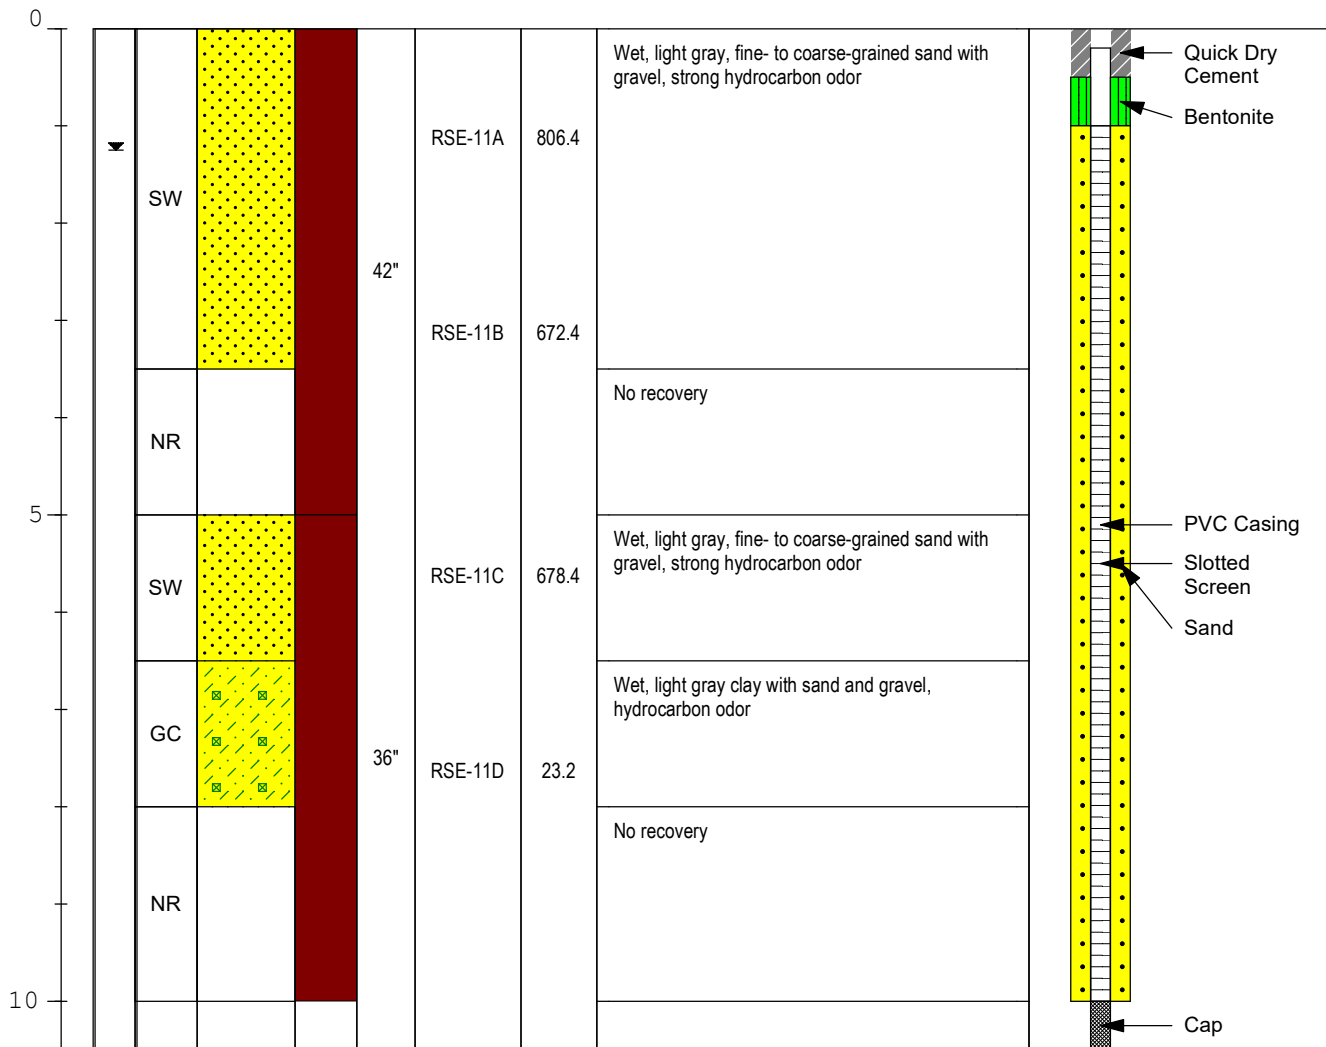 0
Wet, light gray, fine- to coarse-grained sand with
gravel, strong hydrocarbon odor
Quick Dry
Cement
Bentonite
RSE-11A
806.4
SW
42"
RSE-11B
672.4
No recovery
NR
5
PVC Casing
Wet, light gray, fine- to coarse-grained sand with
gravel, strong hydrocarbon odor
Slotted
Screen
RSE-11C
678.4
SW
Sand
Wet, light gray clay with sand and gravel,
hydrocarbon odor
GC
36"
RSE-11D
23.2
No recovery
NR
10
Cap